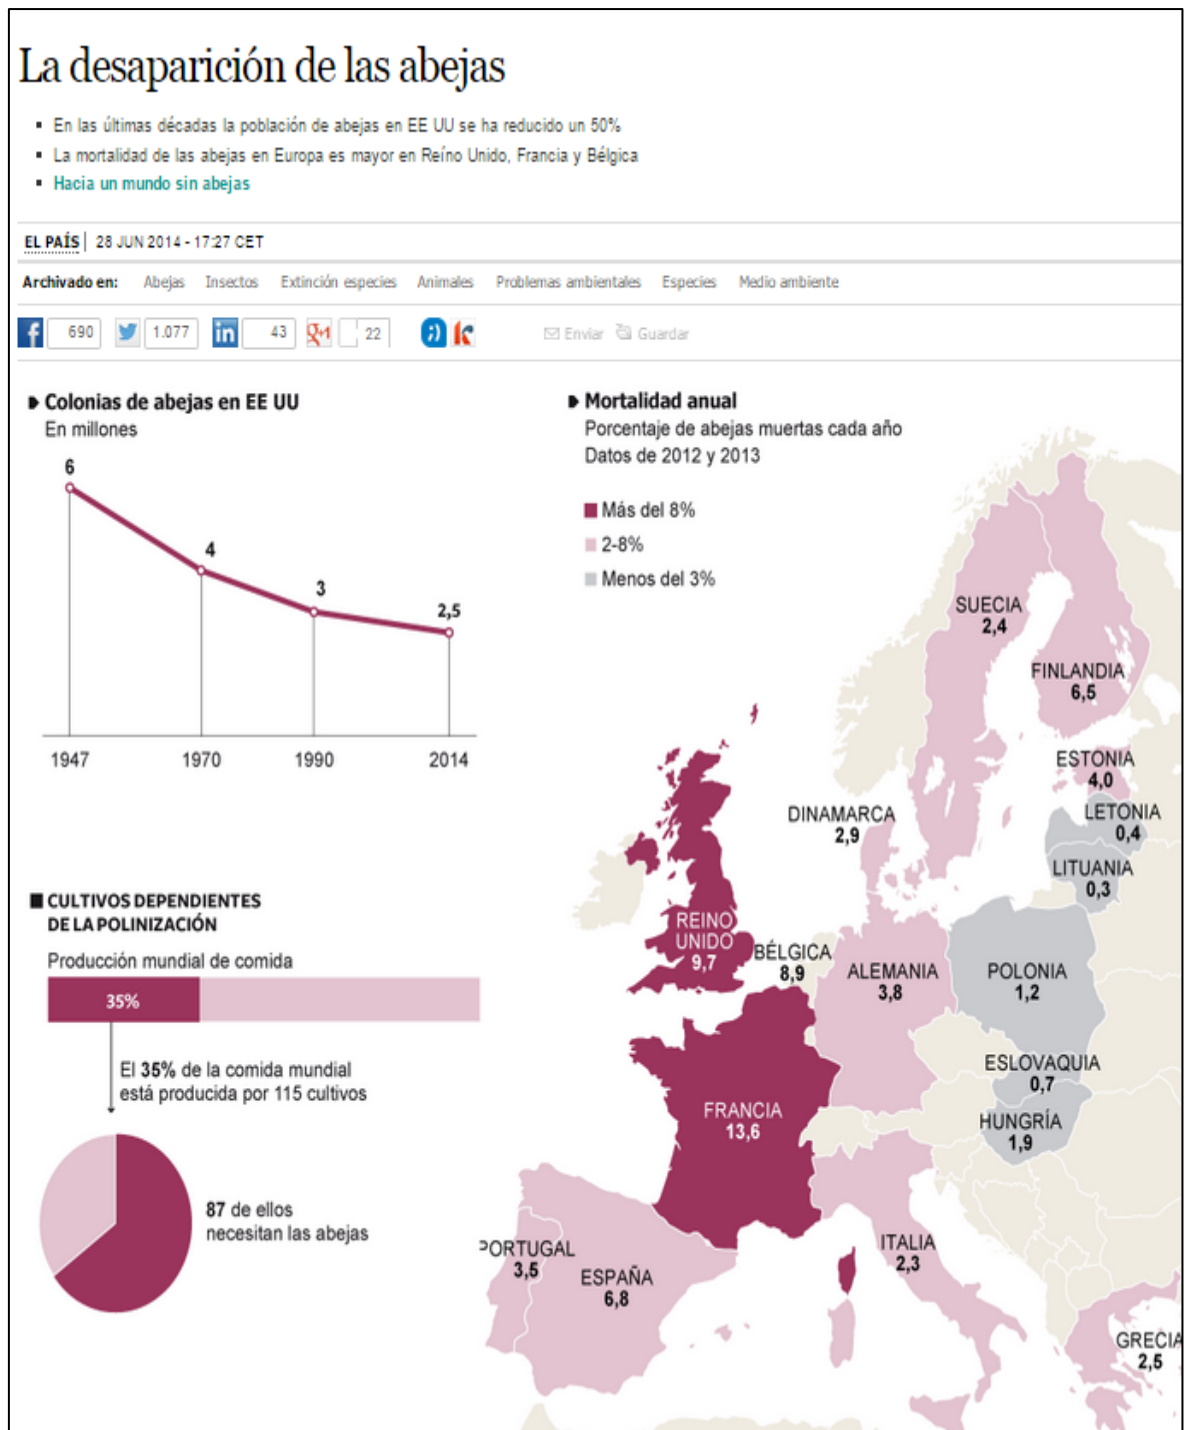 La desaparición de las abejas
En las últimas décadas la población de abejas en EE UU se ha reducido un 50%
La mortalidad de las abejas en Europa es mayor en Reíno Unido, Francia y Bélgica
Hacia un mundo sin abejas
EL PAÍS | 28 JUN 2014 - 17:27 CET
Archivado en: Abejas Insectos Extinción especies Animales Problemas ambientales Especies Medio ambiente
690 1.077 in 43 g+1 22 Enviar Guardar
Colonias de abejas en EE UU
En millones
6
4
3
2,5
1947 1970 1990 2014
CULTIVOS DEPENDIENTES
DE LA POLINIZACIÓN
Producción mundial de comida
35%
El 35% de la comida mundial
está producida por 115 cultivos
87 de ellos
necesitan las abejas
Mortalidad anual
Porcentaje de abejas muertas cada año
Datos de 2012 y 2013
Más del 8%
2-8%
Menos del 3%
SUECIA
2,4
FINLANDIA
6,5
ESTONIA
4,0
LETONIA
0,4
DINAMARCA
2,9
LITUANIA
0,3
REINO
UNIDO
9,7
BÉLGICA
8,9
ALEMANIA
3,8
POLONIA
1,2
ESLOVAQUIA
0,7
FRANCIA
13,6
HUNGRÍA
1,9
PORTUGAL
3,5
ESPAÑA
6,8
ITALIA
2,3
GRECIA
2,5